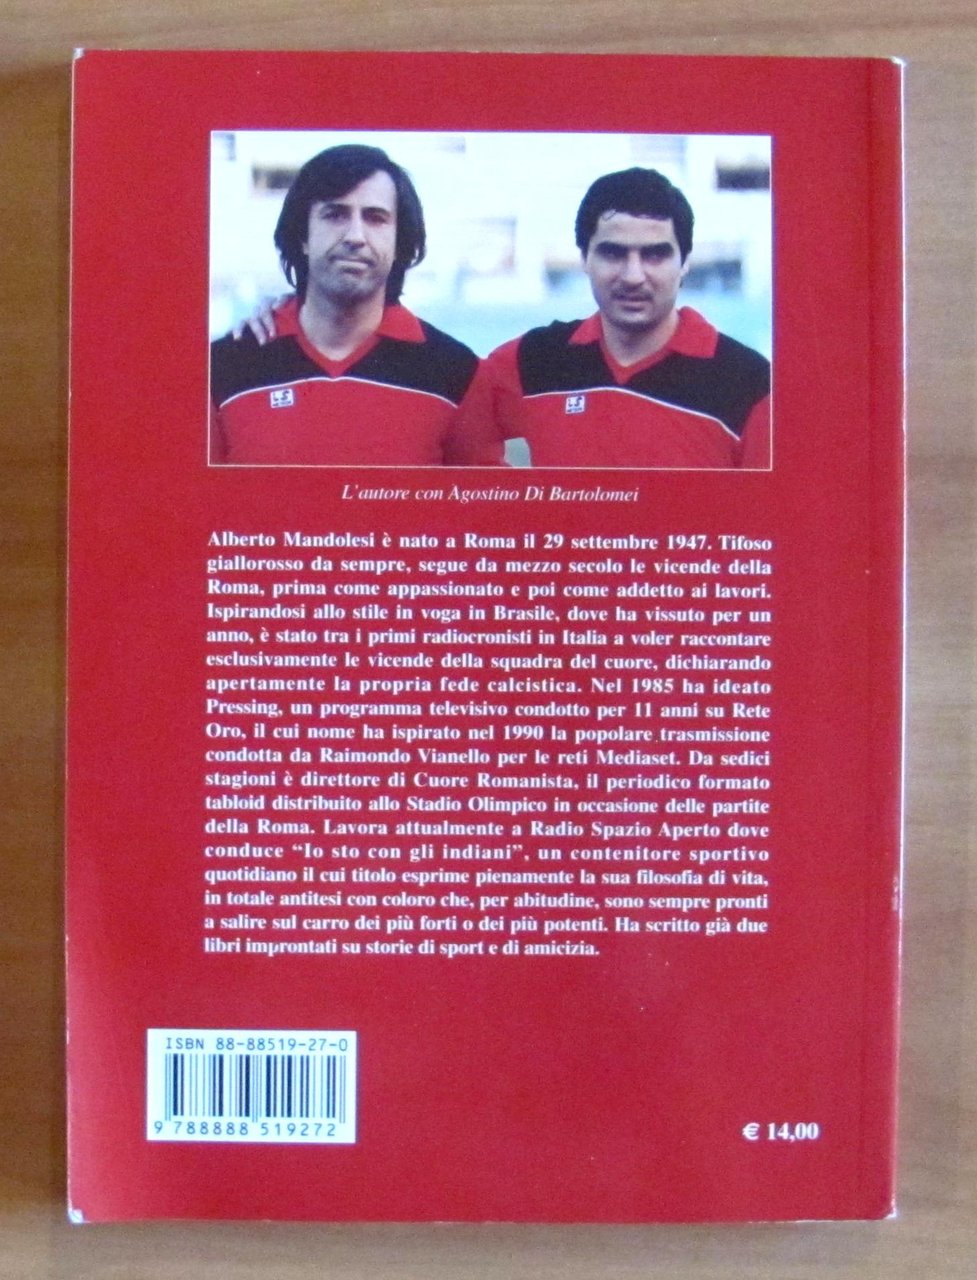 L'autore con Agostino Di Bartolomei
Alberto Mandolesi è nato a Roma il 29 settembre 1947. Tifoso
giallorosso da sempre, segue da mezzo secolo le vicende della
Roma, prima come appassionato e poi come addetto ai lavori.
Ispirandosi allo stile in voga in Brasile, dove ha vissuto per un
anno, è stato tra i primi radiocronisti in Italia a voler raccontare
esclusivamente le vicende della squadra del cuore, dichiarando
apertamente la propria fede calcistica. Nel 1985 ha ideato
Pressing, un programma televisivo condotto per 11 anni su Rete
Oro, il cui nome ha ispirato nel 1990 la popolare trasmissione
condotta da Raimondo Vianello per le reti Mediaset. Da sedici
stagioni è direttore di Cuore Romanista, il periodico formato
tabloid distribuito allo Stadio Olimpico in occasione delle partite
della Roma. Lavora attualmente a Radio Spazio Aperto dove
conduce “Io sto con gli indiani”, un contenitore sportivo
quotidiano il cui titolo esprime pienamente la sua filosofia di vita,
in totale antitesi con coloro che, per abitudine, sono sempre pronti
a salire sul carro dei più forti o dei più potenti. Ha scritto già due
libri improntati su storie di sport e di amicizia.
ISBN 88-88519-27-0
9 788888 519272
€ 14,00